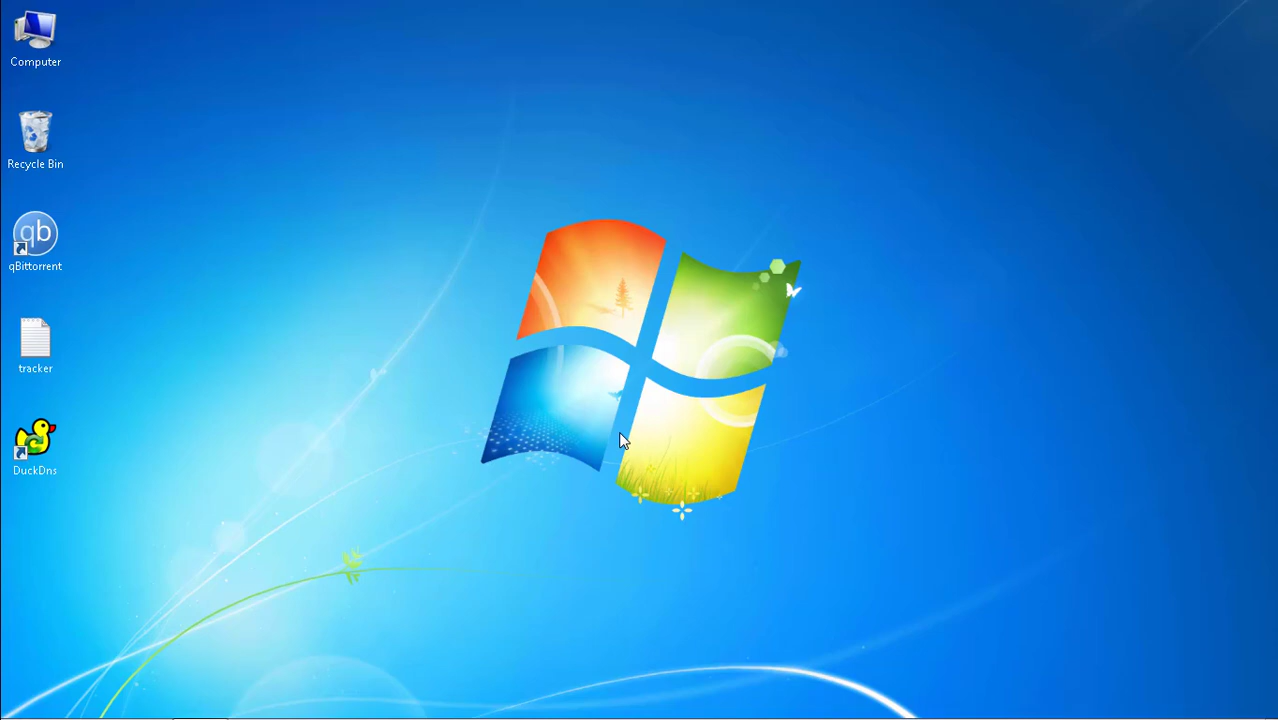 Computer
Recycle Bin
qb
qBittorrent
tracker
DuckDns